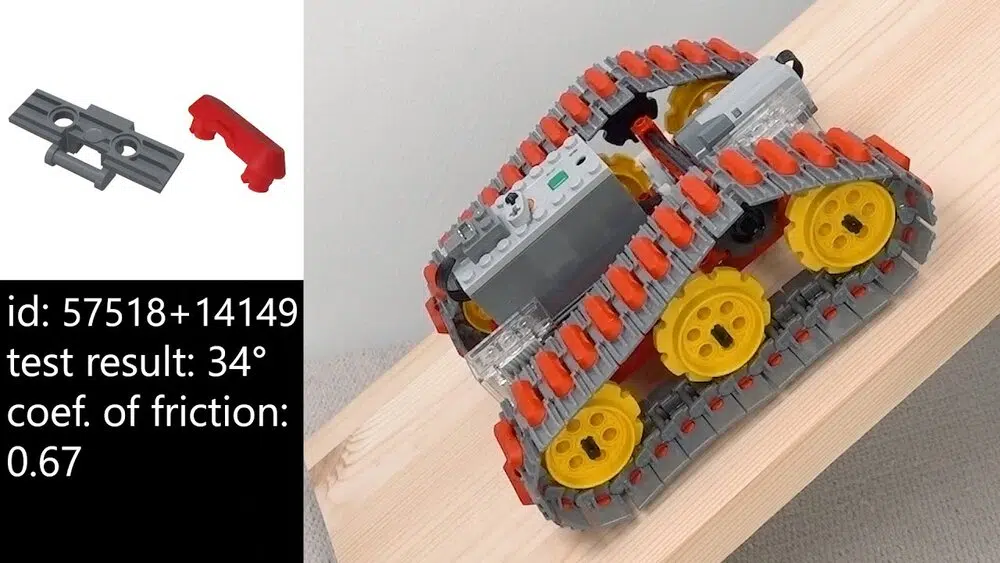 id: 57518+14149
test result: 34°
coef. of friction:
0.67